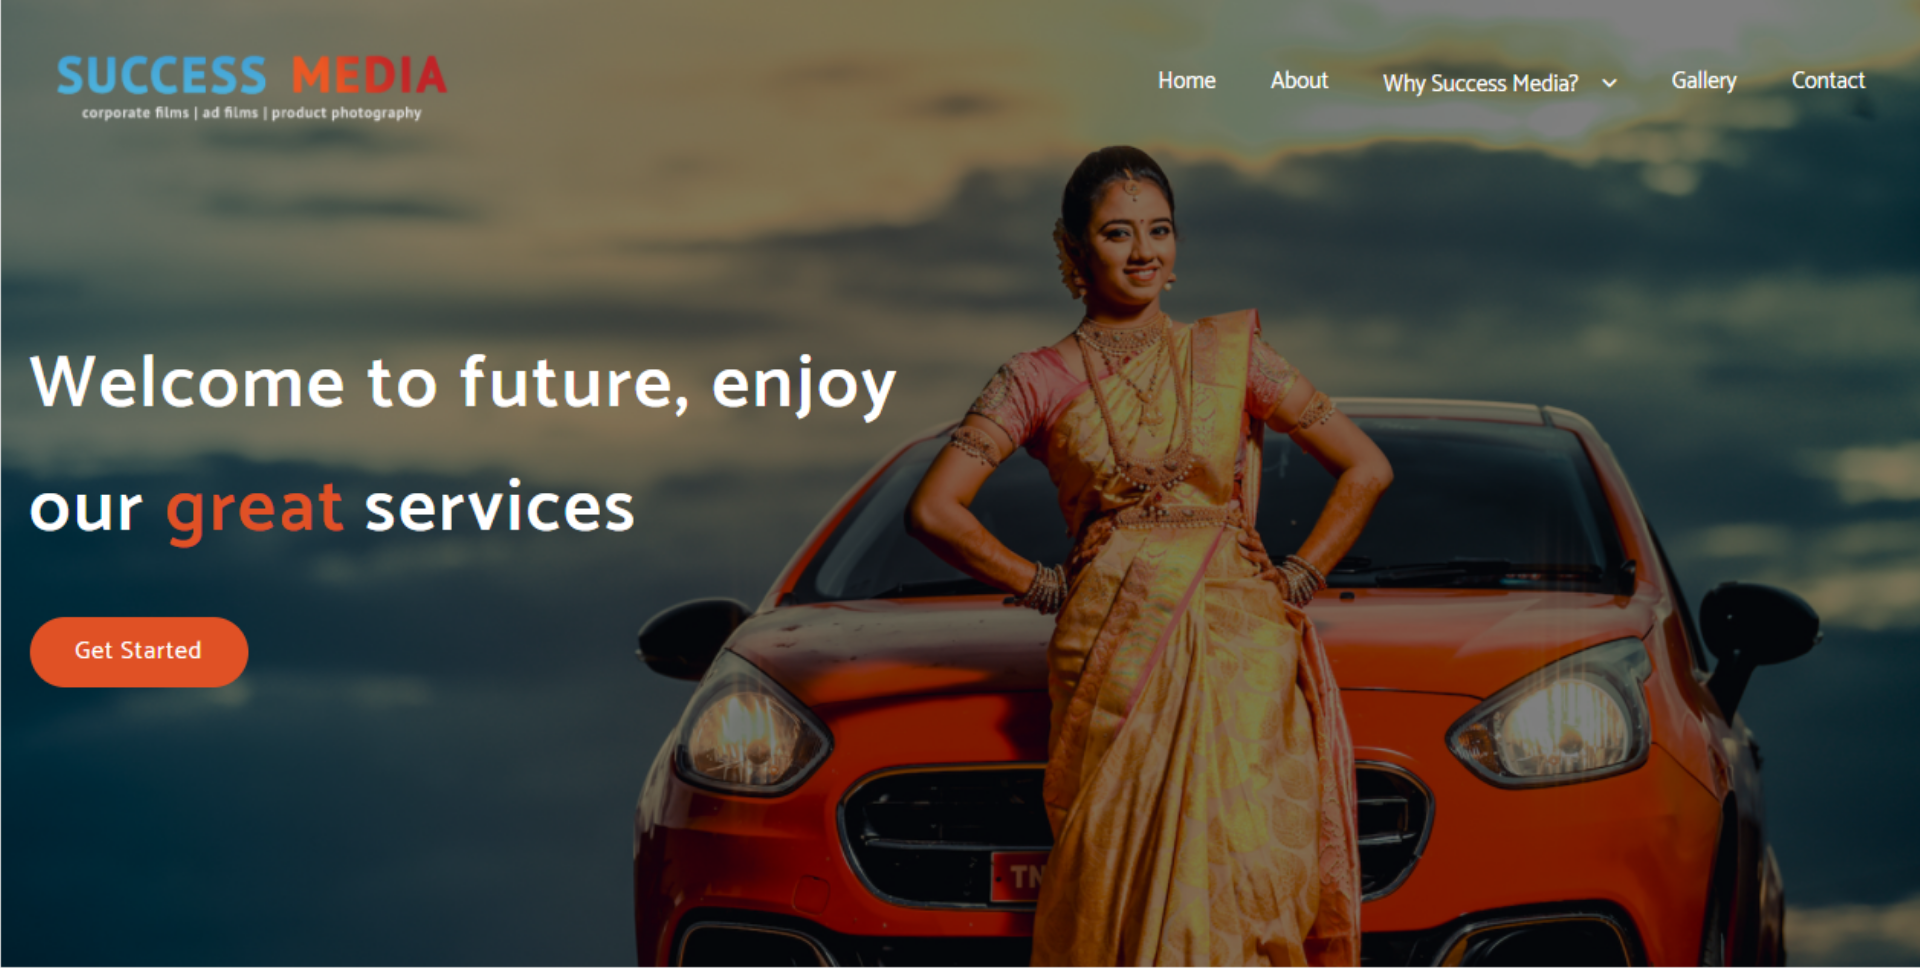 SUCCESS MEDIA
corporate films | ad films | product photography
Home About Why Success Media? Gallery Contact
Welcome to future, enjoy
our great services
Get Started
TN